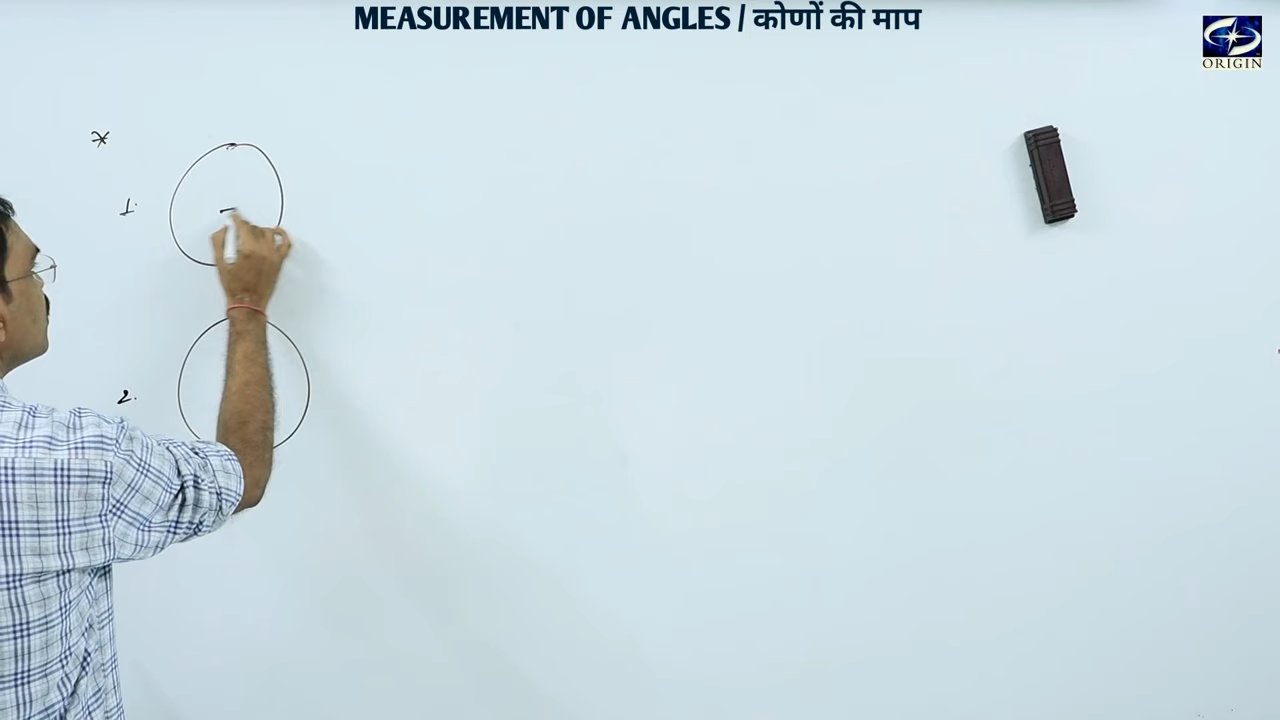 MEASUREMENT OF ANGLES / कोणों की माप
ORIGIN
1.
2.